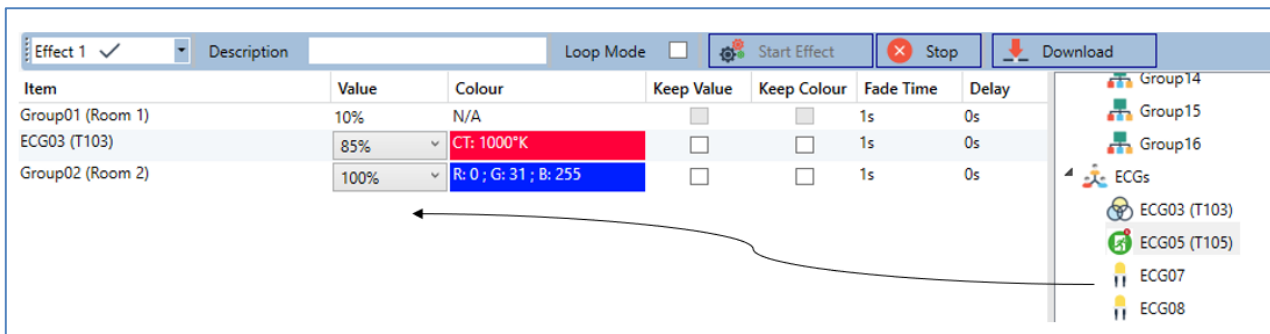 Effect 1 Description Loop Mode Start Effect Stop Download
Item Value Colour Keep Value Keep Colour Fade Time Delay
Group01 (Room 1) 10% N/A 1s 0s
ECG03 (T103) 85% CT: 1000°K 1s 0s
Group02 (Room 2) 100% R: 0 ; G: 31 ; B: 255 1s 0s
Group14
Group15
Group16
ECGs
ECG03 (T103)
ECG05 (T105)
ECG07
ECG08